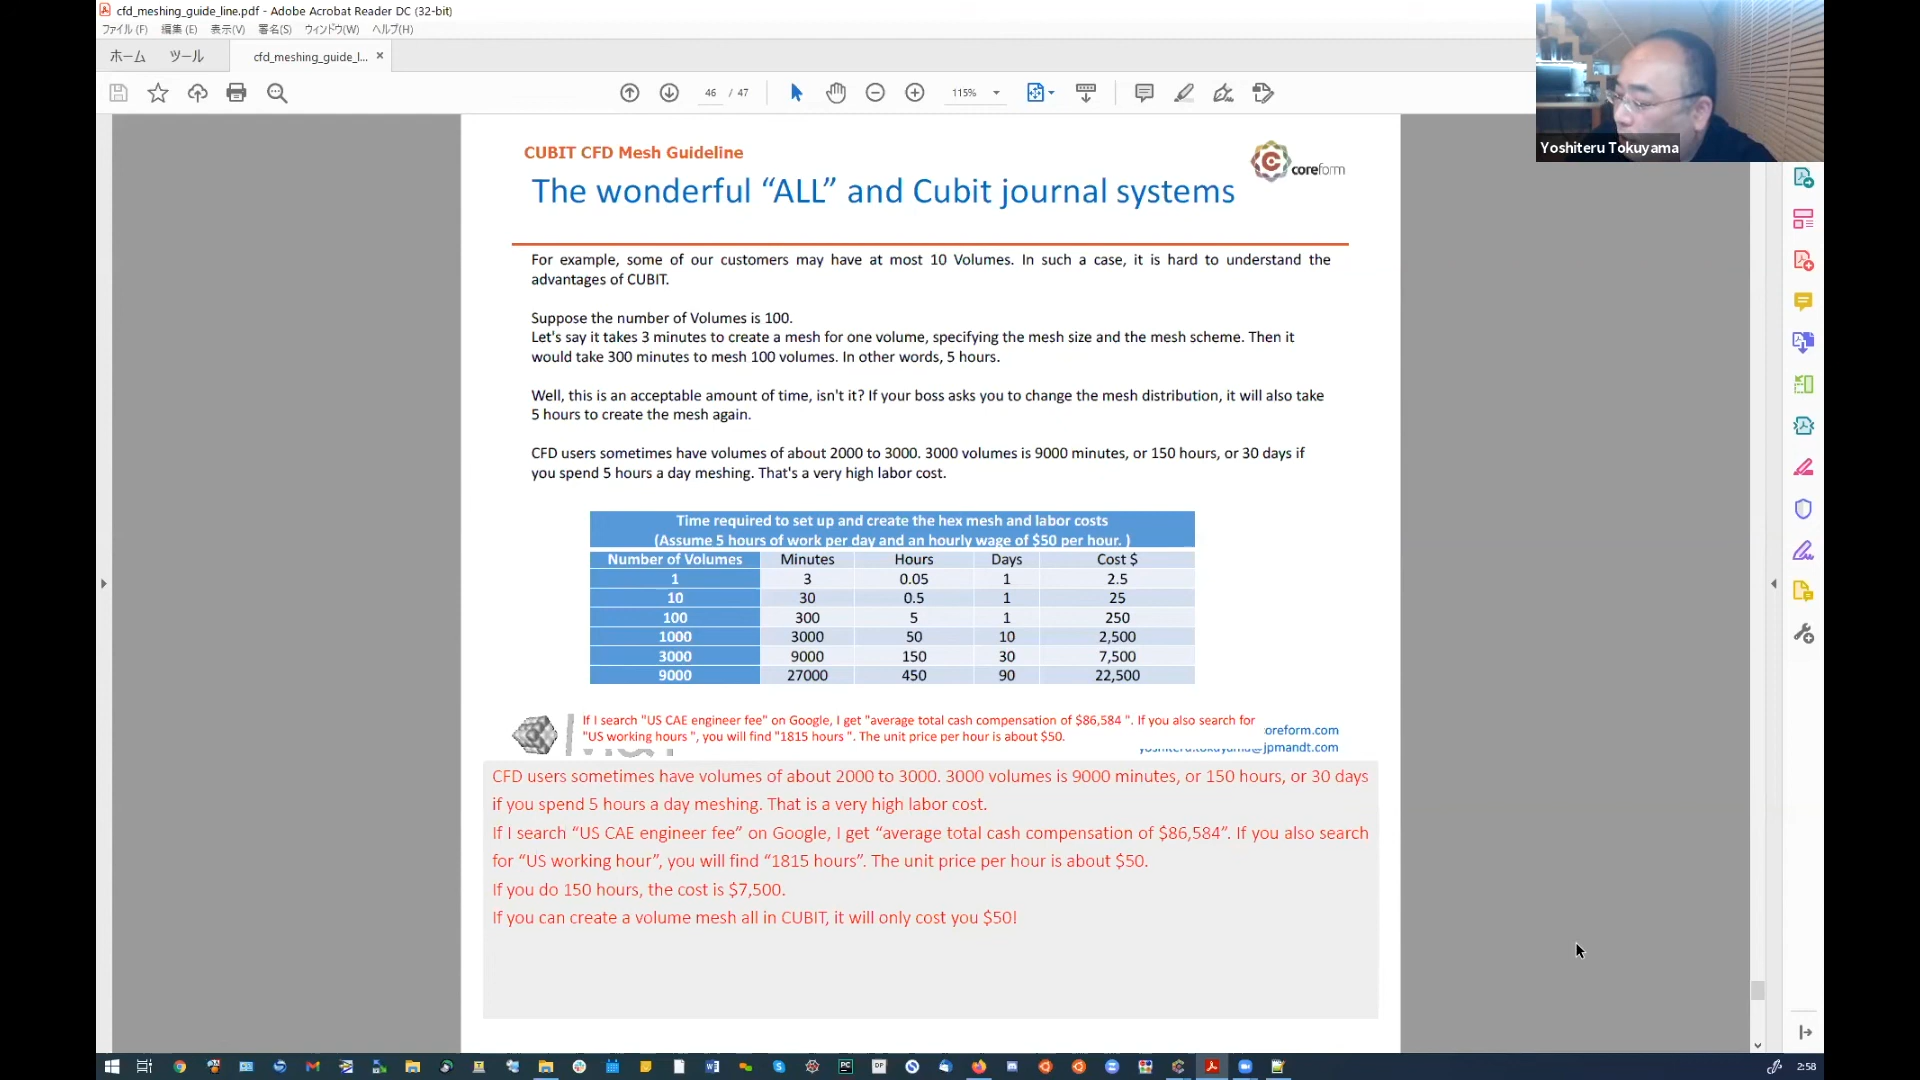 cfd_meshing_guide_line.pdf - Adobe Acrobat Reader DC (32-bit)
ファイル(F) 編集(E) 表示(V) 署名(S) ウィンドウ(W) ヘルプ(H)
ホーム ツール cfd_meshing_guide_l... ×
46 / 47 115%
Yoshiteru Tokuyama
CUBIT CFD Mesh Guideline
coreform
The wonderful “ALL” and Cubit journal systems
For example, some of our customers may have at most 10 Volumes. In such a case, it is hard to understand the
advantages of CUBIT.
Suppose the number of Volumes is 100.
Let's say it takes 3 minutes to create a mesh for one volume, specifying the mesh size and the mesh scheme. Then it
would take 300 minutes to mesh 100 volumes. In other words, 5 hours.
Well, this is an acceptable amount of time, isn't it? If your boss asks you to change the mesh distribution, it will also take
5 hours to create the mesh again.
CFD users sometimes have volumes of about 2000 to 3000. 3000 volumes is 9000 minutes, or 150 hours, or 30 days if
you spend 5 hours a day meshing. That's a very high labor cost.
Time required to set up and create the hex mesh and labor costs
(Assume 5 hours of work per day and an hourly wage of $50 per hour. )
Number of Volumes Minutes Hours Days Cost $
1 3 0.05 1 2.5
10 30 0.5 1 25
100 300 5 1 250
1000 3000 50 10 2,500
3000 9000 150 30 7,500
9000 27000 450 90 22,500
If I search "US CAE engineer fee" on Google, I get "average total cash compensation of $86,584 ". If you also search for
"US working hours ", you will find "1815 hours ". The unit price per hour is about $50.
oreform.com
yoshiteru.tokuyama@jpmandt.com
CFD users sometimes have volumes of about 2000 to 3000. 3000 volumes is 9000 minutes, or 150 hours, or 30 days
if you spend 5 hours a day meshing. That is a very high labor cost.
If I search “US CAE engineer fee” on Google, I get “average total cash compensation of $86,584”. If you also search
for “US working hour”, you will find “1815 hours”. The unit price per hour is about $50.
If you do 150 hours, the cost is $7,500.
If you can create a volume mesh all in CUBIT, it will only cost you $50!
2:58